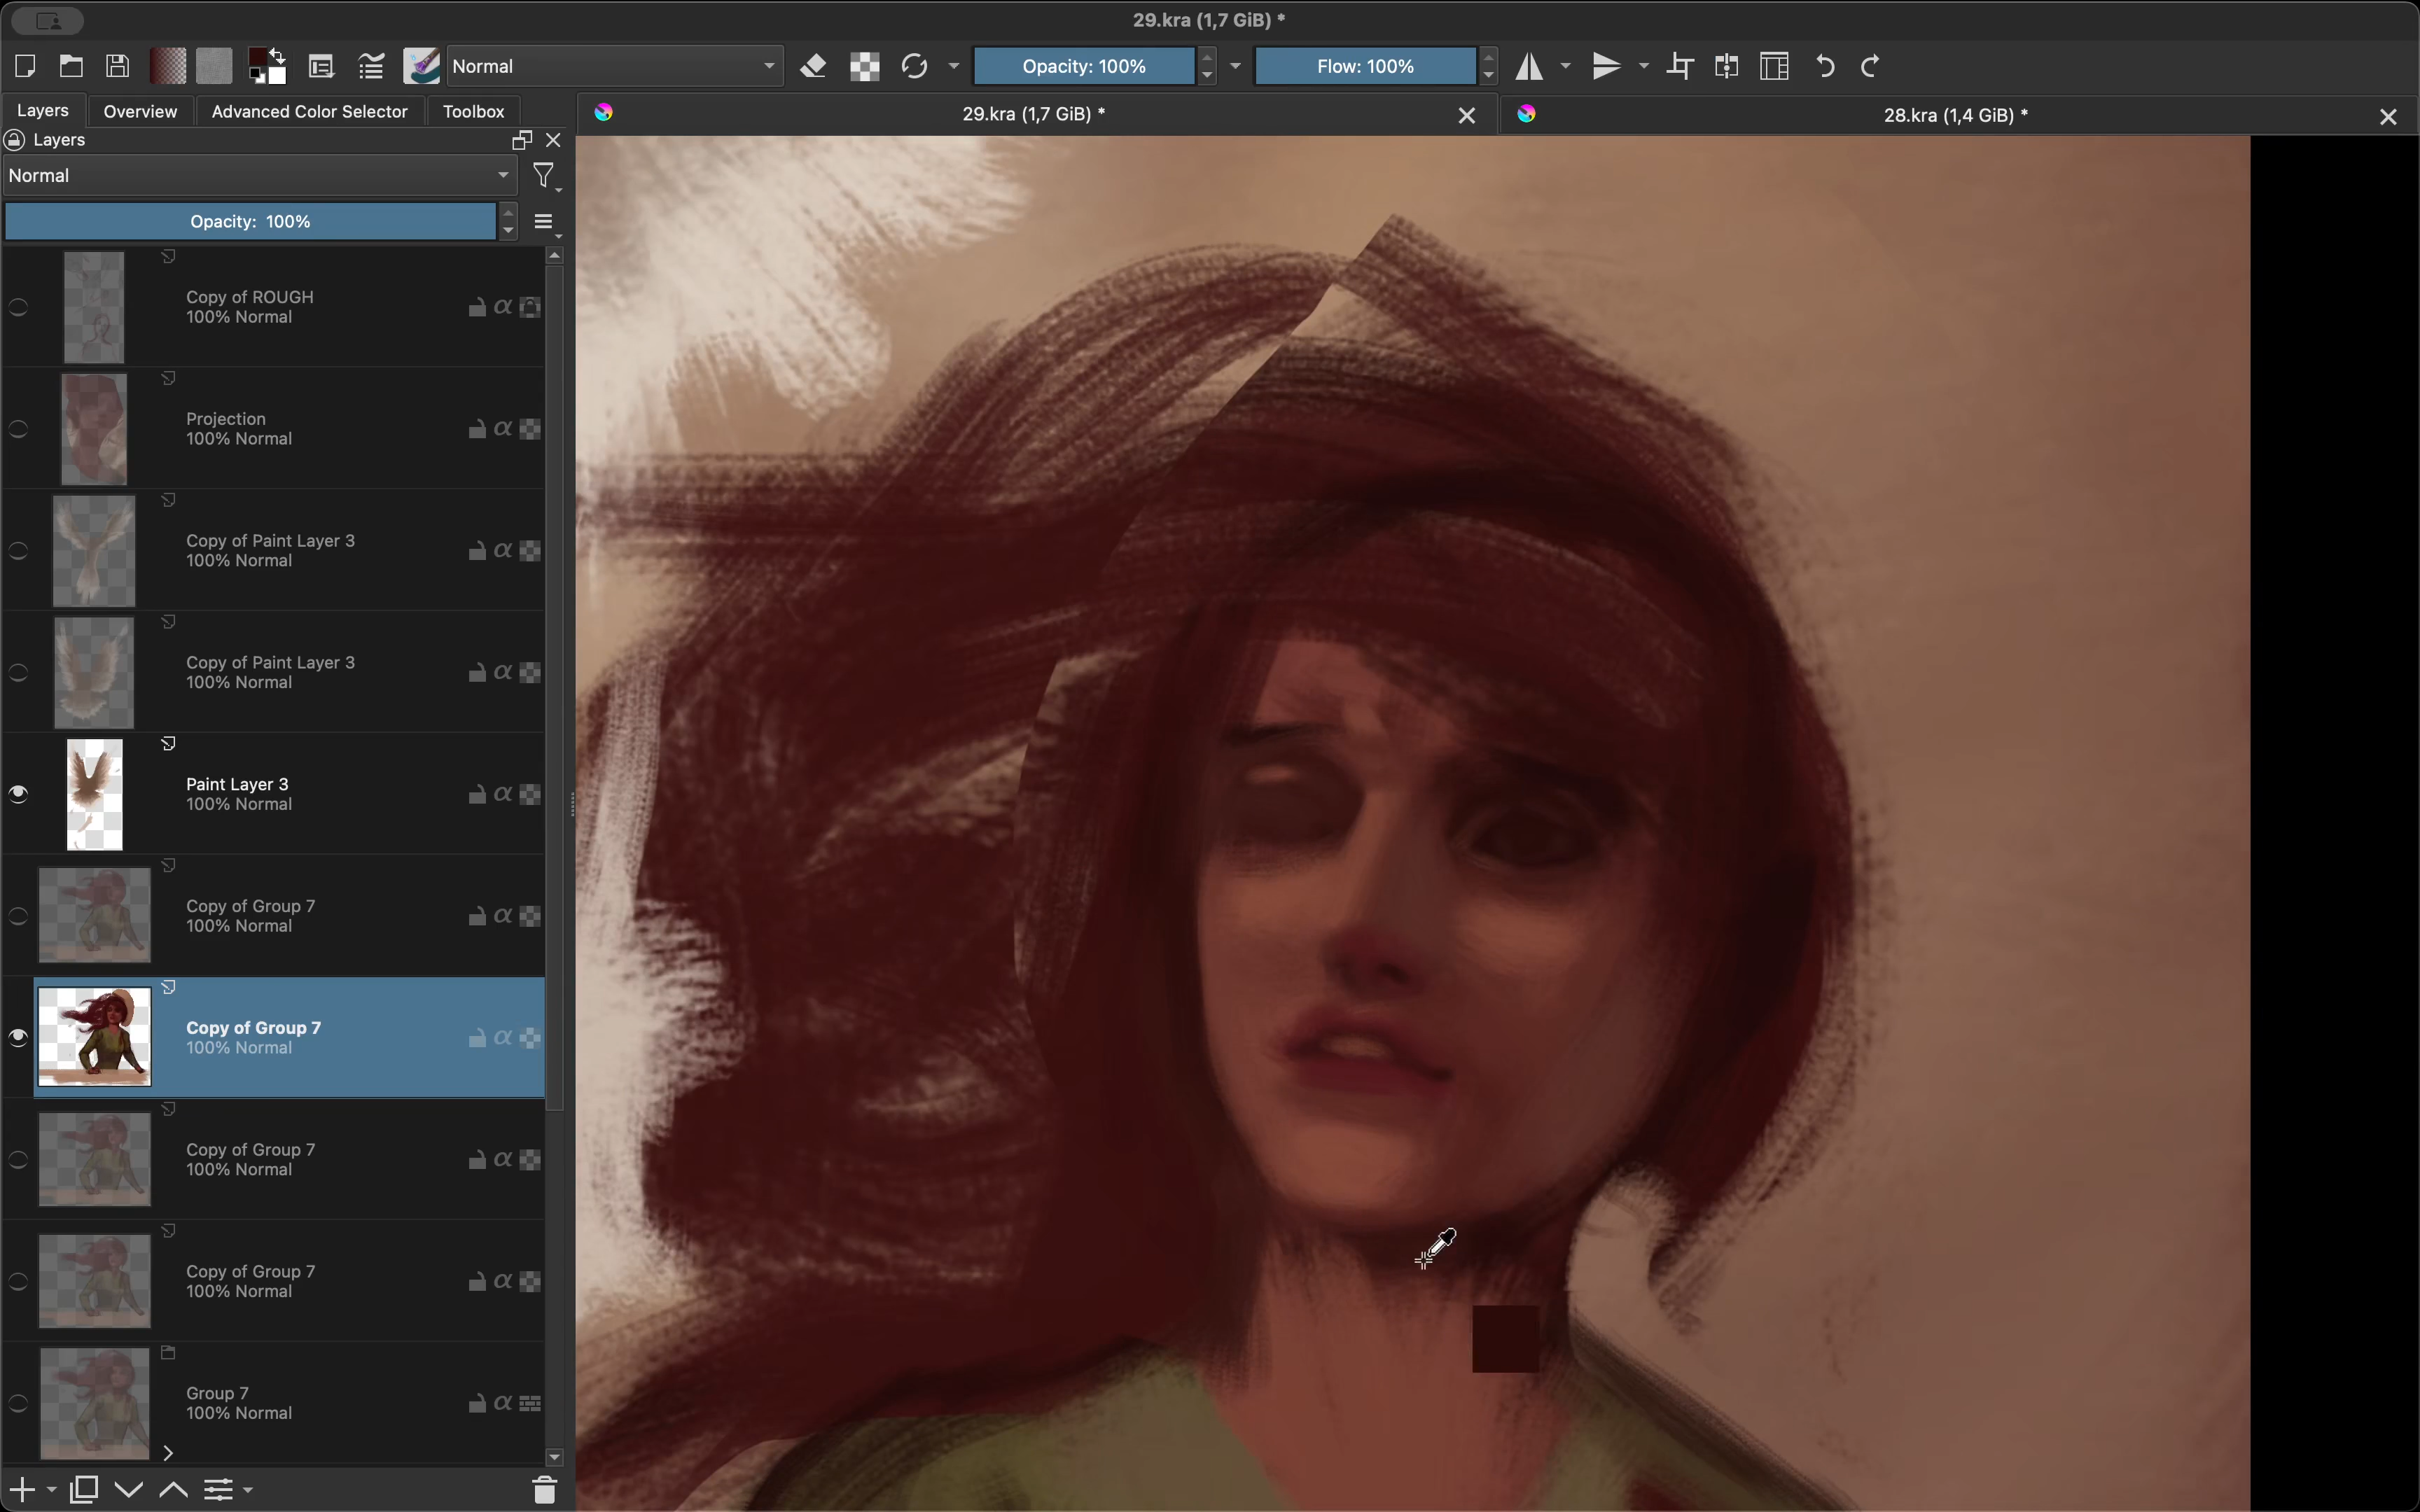 29.kra (1,7 GiB) *
Normal
Opacity: 100%
Flow: 100%
Layers
Overview
Advanced Color Selector
Toolbox
29.kra (1,7 GiB) *
28.kra (1,4 GiB) *
Layers
Normal
Opacity: 100%
Copy of ROUGH
100% Normal
Projection
100% Normal
Copy of Paint Layer 3
100% Normal
Copy of Paint Layer 3
100% Normal
Paint Layer 3
100% Normal
Copy of Group 7
100% Normal
Copy of Group 7
100% Normal
Copy of Group 7
100% Normal
Copy of Group 7
100% Normal
Group 7
100% Normal